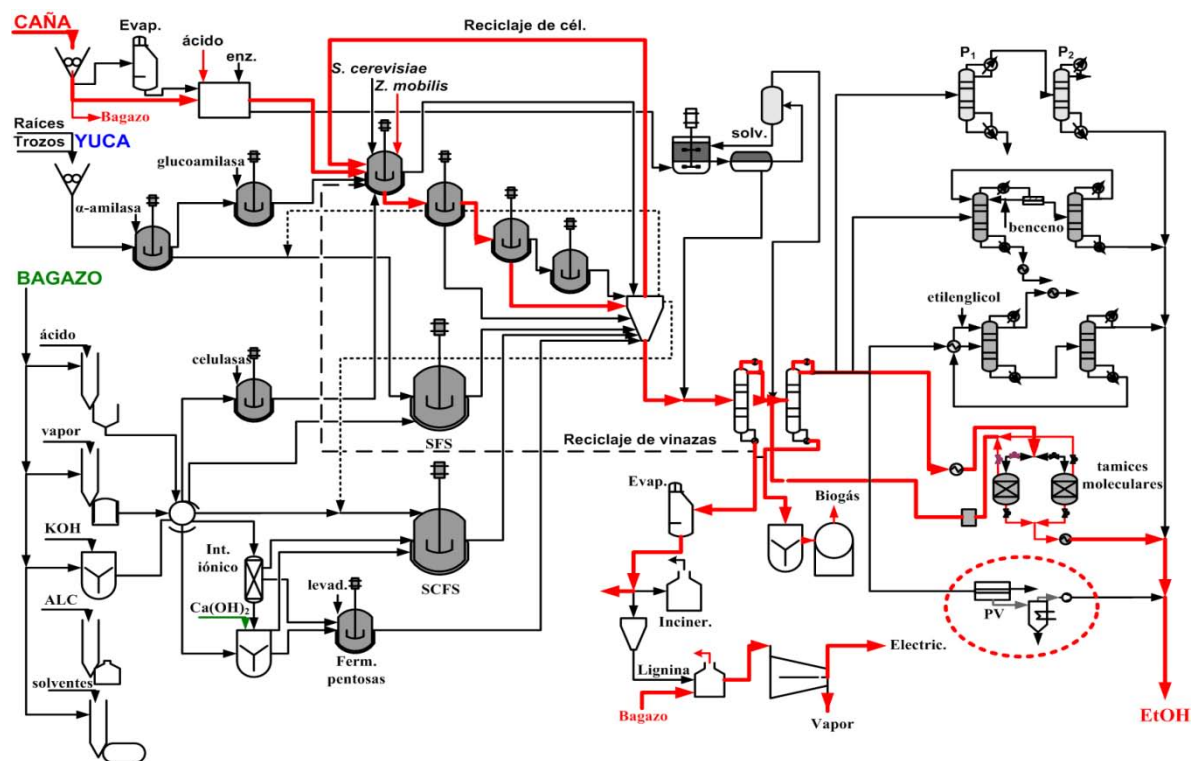 CAÑA
Evap.
ácido
enz.
Bagazo
Reciclaje de cél.
S. cerevisiae
Z. mobilis
P1
P2
solv.
Raíces
Trozos
YUCA
glucoamilasa
α-amilasa
benceno
BAGAZO
etilenglicol
ácido
celulasas
SFS
Reciclaje de vinazas
vapor
tamices
moleculares
Evap.
Biogás
KOH
Int.
iónico
SCFS
levad.
ALC
Ca(OH)2
Inciner.
PV
Ferm.
pentosas
Lignina
Electric.
solventes
Bagazo
Vapor
EtOH